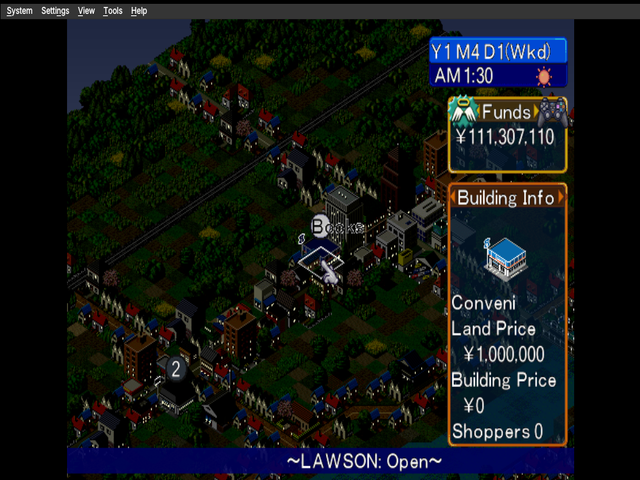 System Settings View Tools Help
Y1 M4 D1(Wkd)
AM 1:30
Funds
¥111,307,110
Building Info
Books
Conveni
Land Price
¥1,000,000
Building Price
¥0
Shoppers 0
2
~LAWSON: Open~